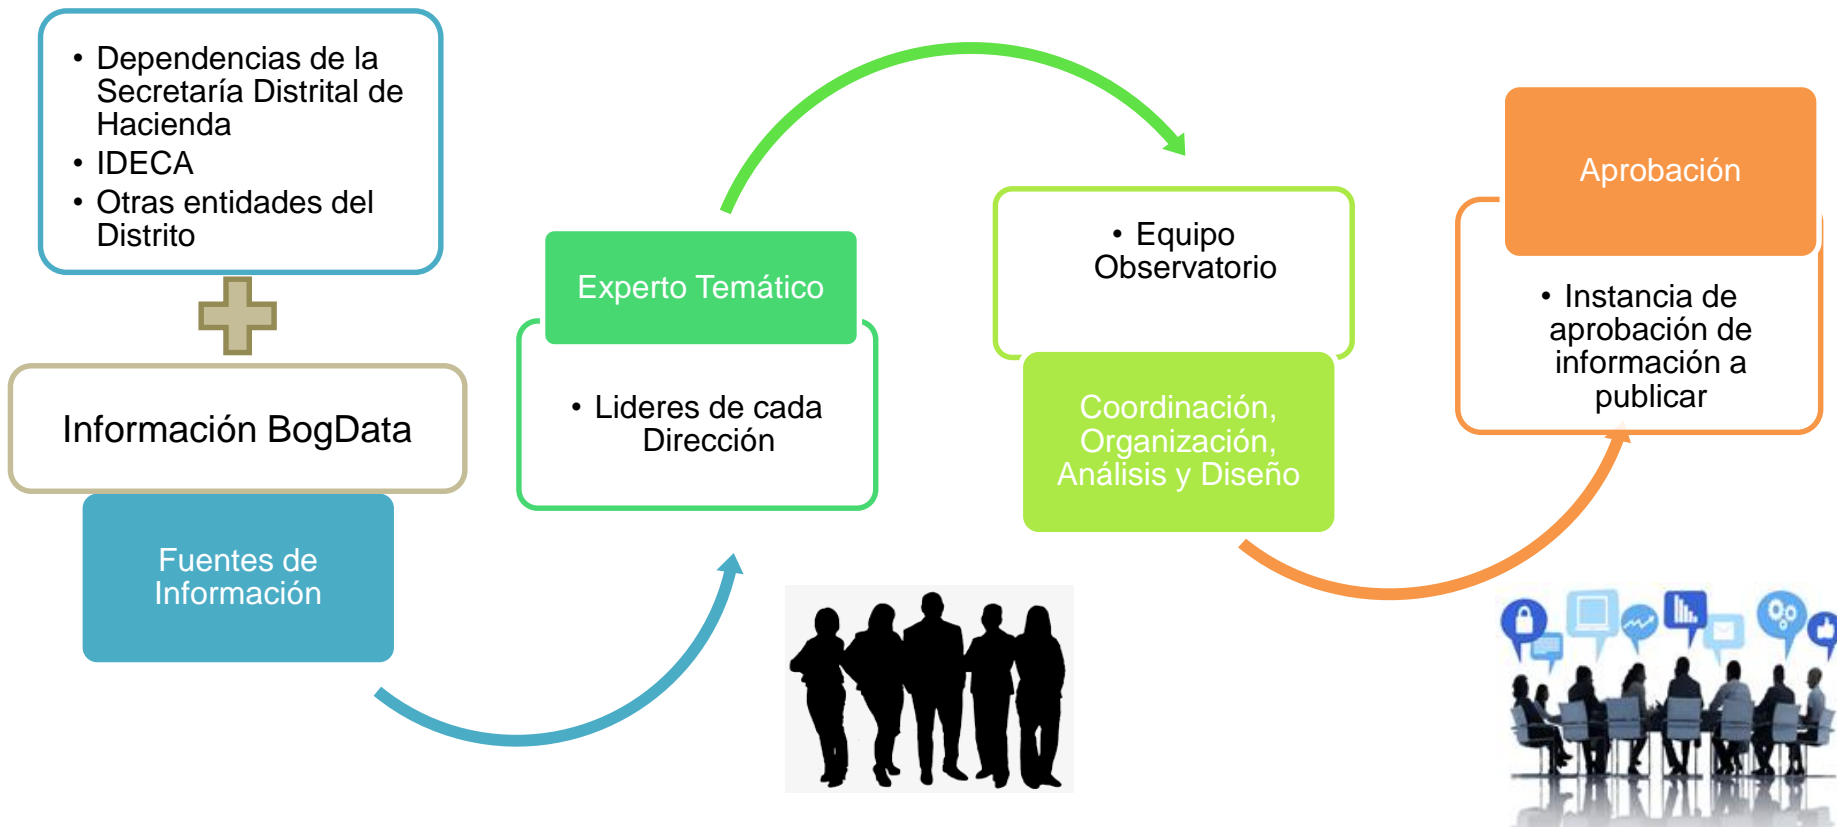 • Dependencias de la
Secretaría Distrital de
Hacienda
• IDECA
• Otras entidades del
Distrito
Información BogData
Fuentes de
Información
Experto Temático
• Lideres de cada
Dirección
• Equipo
Observatorio
Coordinación,
Organización,
Análisis y Diseño
Aprobación
• Instancia de
aprobación de
información a
publicar